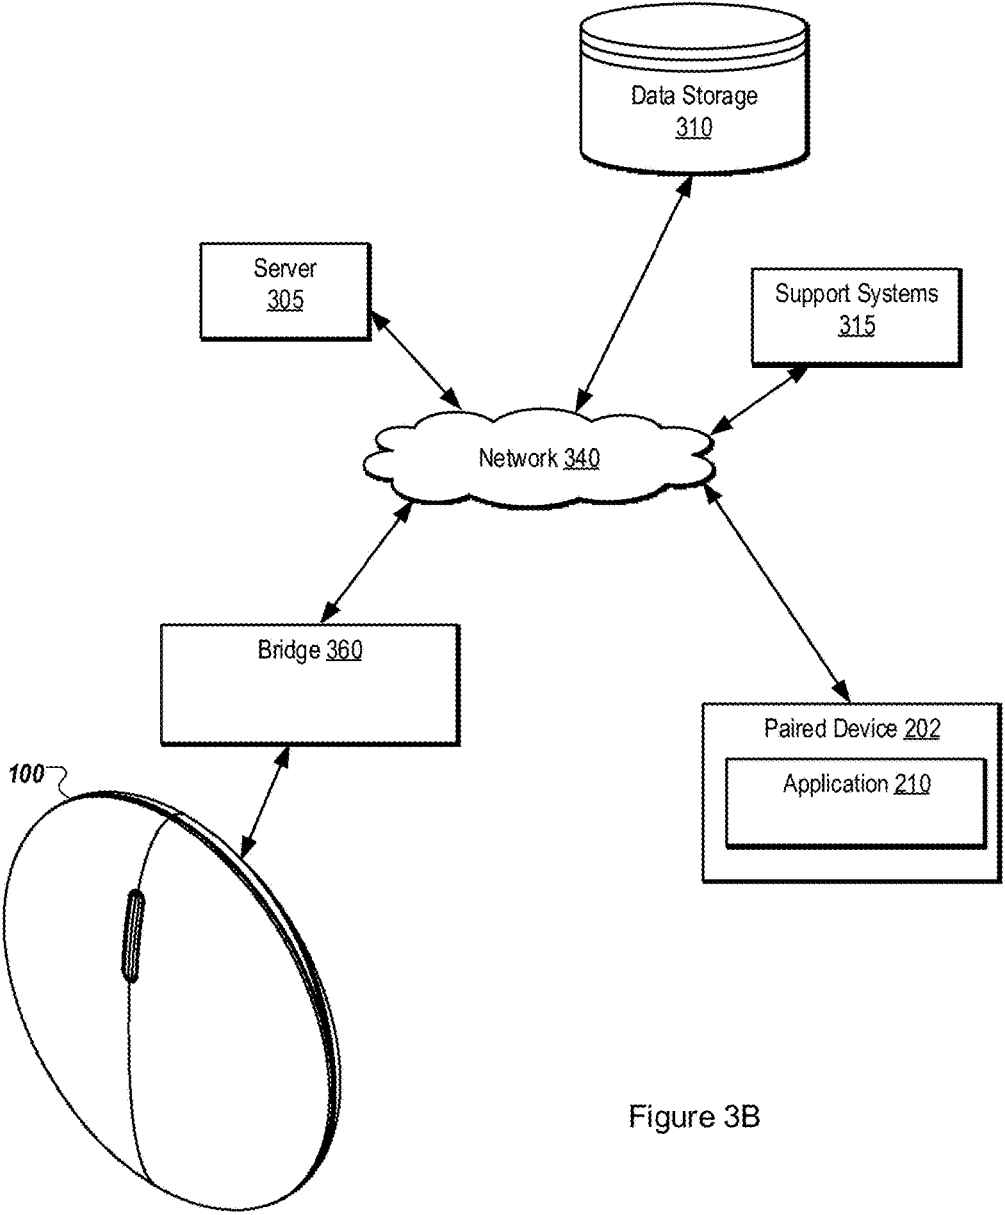 Data Storage
310
Server
305
Support Systems
315
Network 340
Bridge 360
Paired Device 202
Application 210
100
Figure 3B